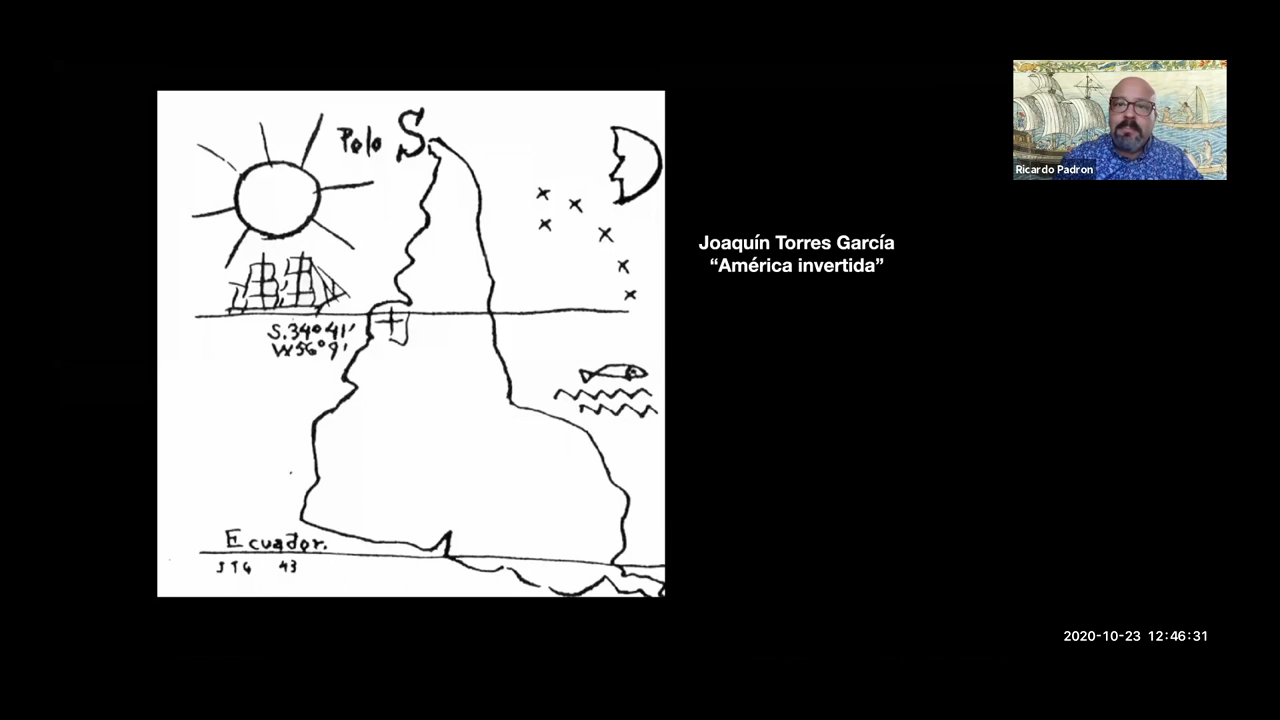 Polo S.
S. 34°41'
W 56°9'
Ecuador.
JTG 43
Joaquín Torres García
“América invertida”
Ricardo Padron
2020-10-23 12:46:31